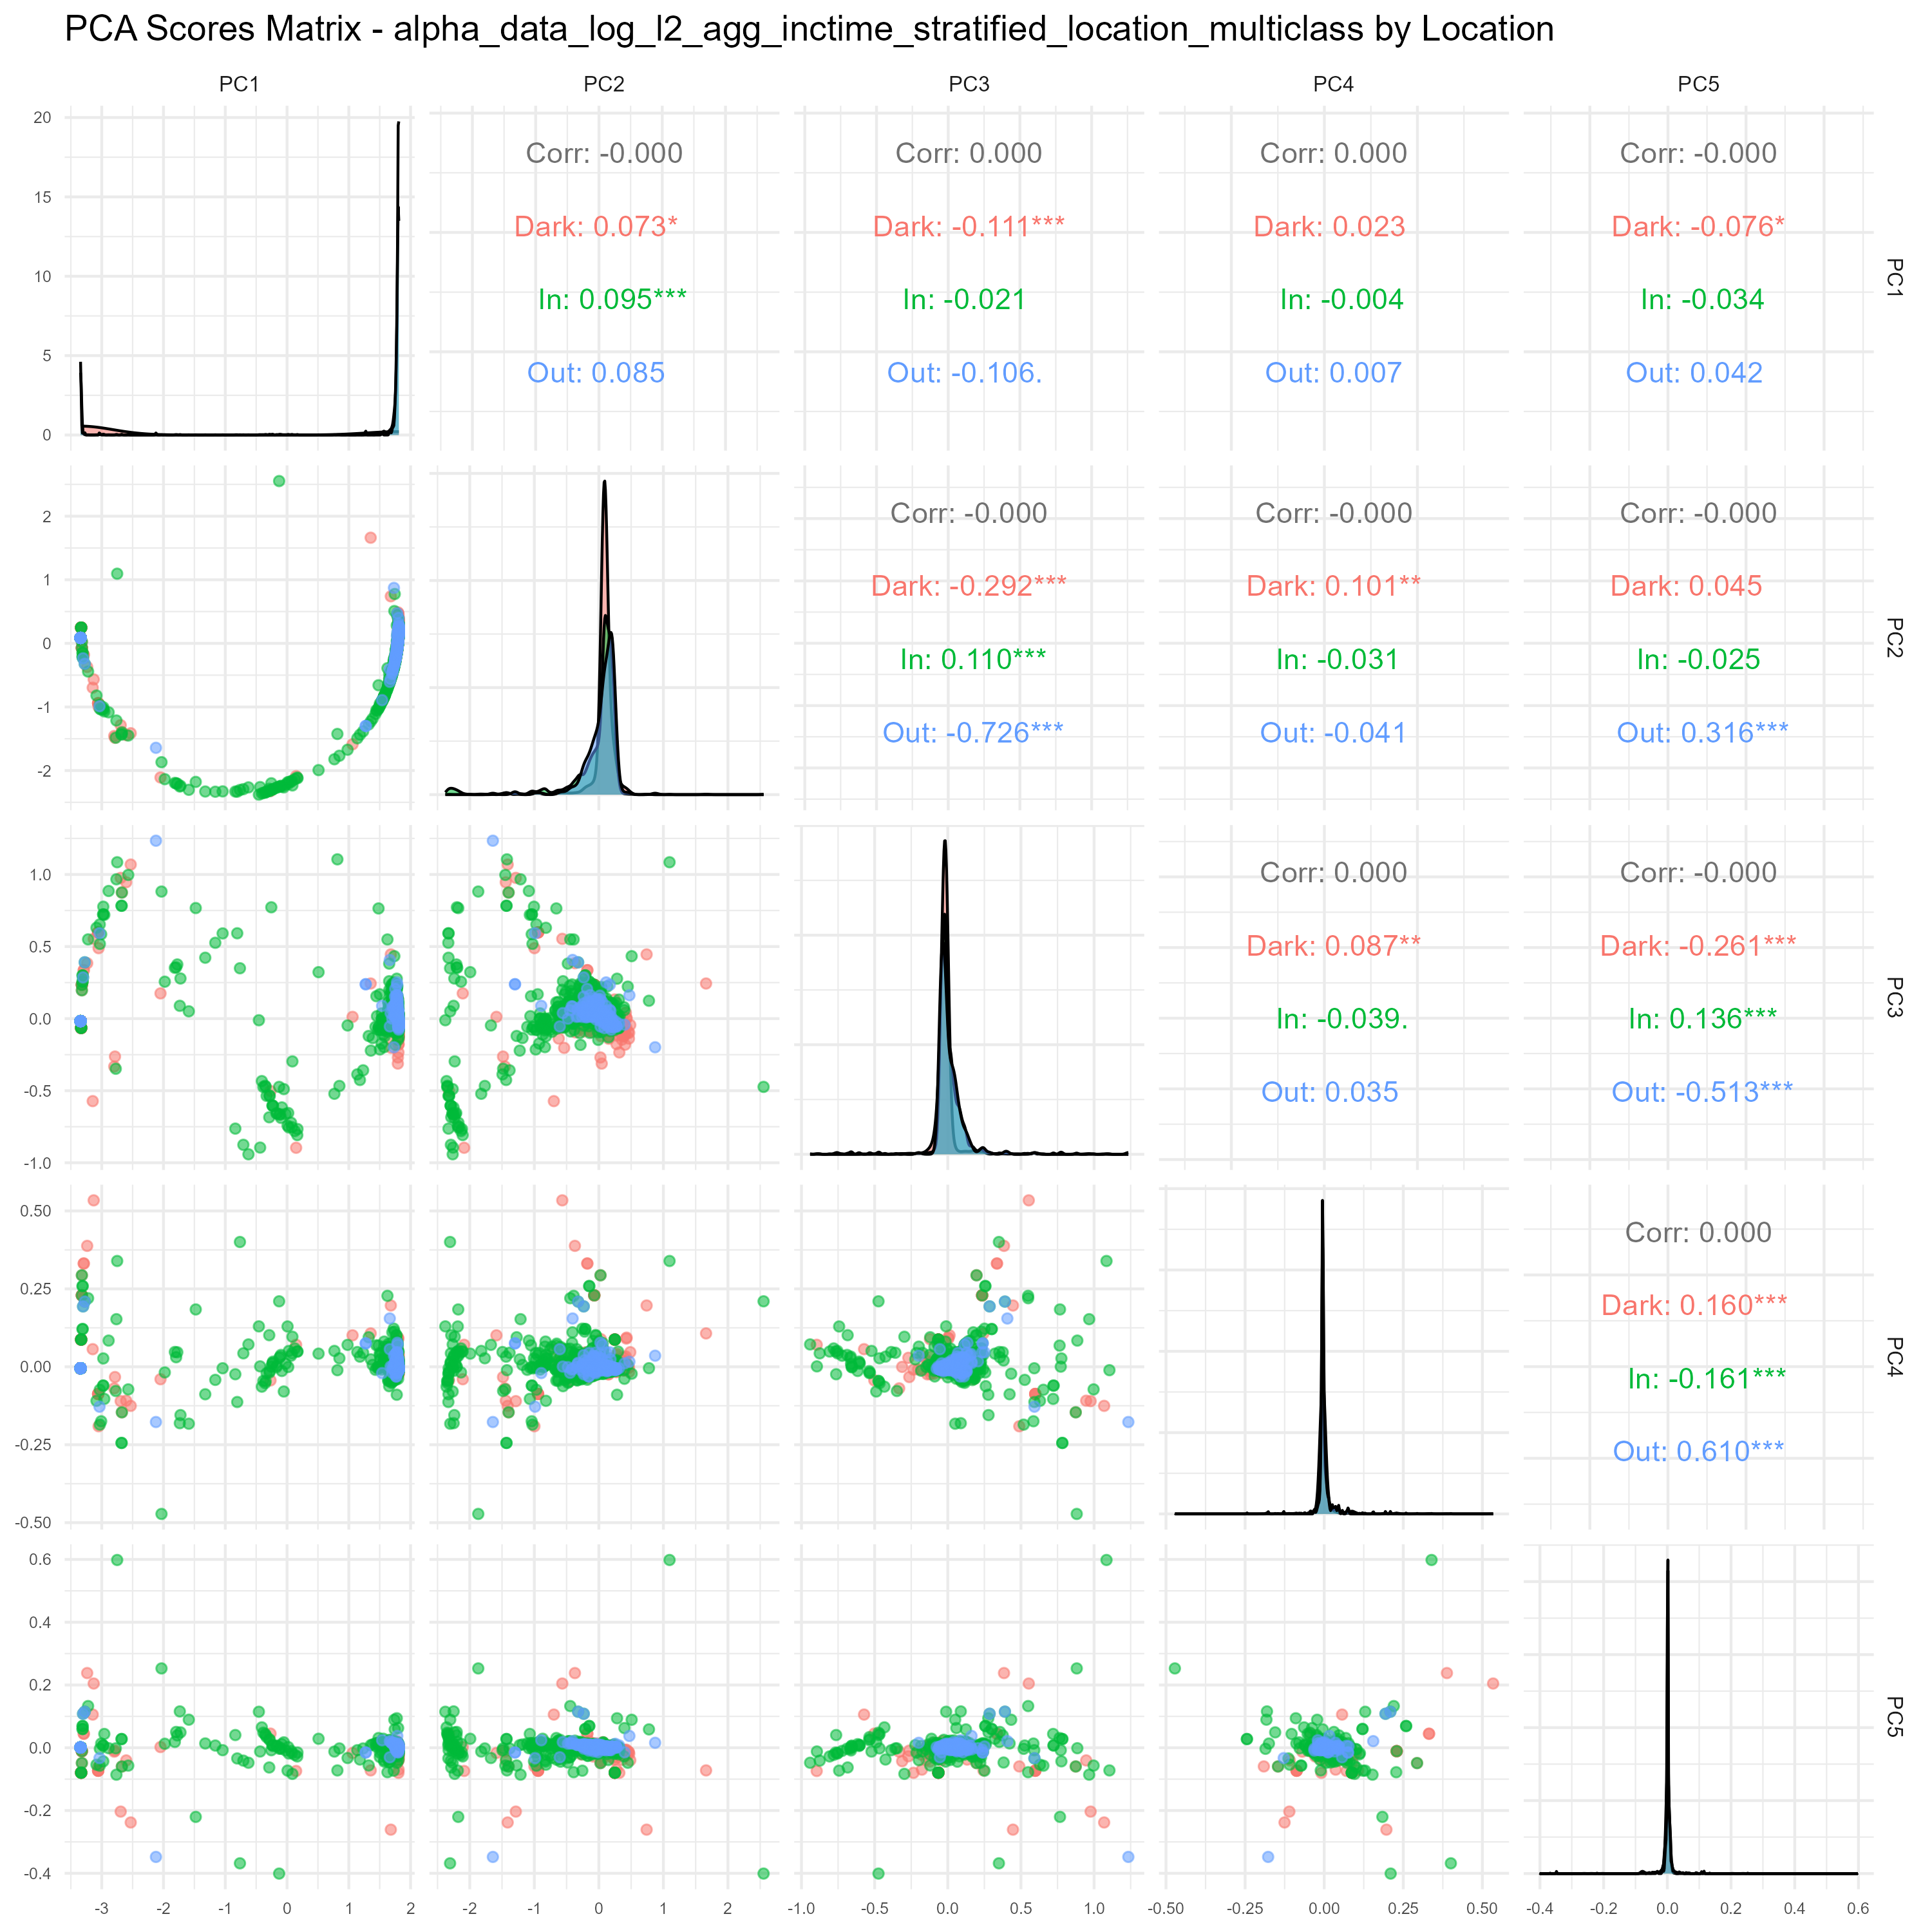 PCA Scores Matrix - alpha_data_log_l2_agg_inctime_stratified_location_multiclass by Location
PC1 PC2 PC3 PC4 PC5
20
15
10
5
0
Corr: -0.000 Corr: 0.000 Corr: 0.000 Corr: -0.000
Dark: 0.073* Dark: -0.111*** Dark: 0.023 Dark: -0.076*
In: 0.095*** In: -0.021 In: -0.004 In: -0.034
Out: 0.085 Out: -0.106. Out: 0.007 Out: 0.042
PC1
2
1
0
-1
-2
Corr: -0.000 Corr: -0.000 Corr: -0.000
Dark: -0.292*** Dark: 0.101** Dark: 0.045
In: 0.110*** In: -0.031 In: -0.025
Out: -0.726*** Out: -0.041 Out: 0.316***
PC2
1.0
0.5
0.0
-0.5
-1.0
Corr: 0.000 Corr: -0.000
Dark: 0.087** Dark: -0.261***
In: -0.039. In: 0.136***
Out: 0.035 Out: -0.513***
PC3
0.50
0.25
0.00
-0.25
-0.50
Corr: 0.000
Dark: 0.160***
In: -0.161***
Out: 0.610***
PC4
0.6
0.4
0.2
0.0
-0.2
-0.4
PC5
-3 -2 -1 0 1 2 -2 -1 0 1 2 -1.0 -0.5 0.0 0.5 1.0 -0.50 -0.25 0.00 0.25 0.50 -0.4 -0.2 0.0 0.2 0.4 0.6